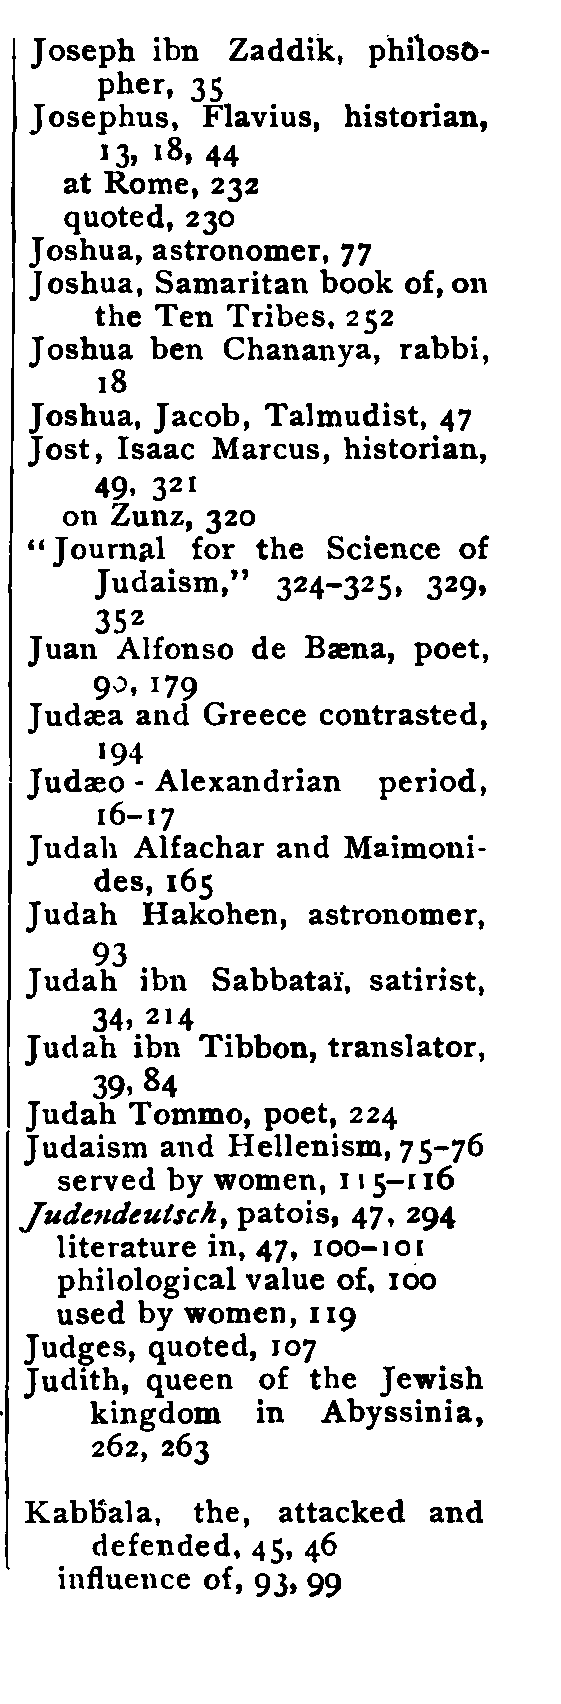 Joseph ibn Zaddik, philoso-
pher, 35
Josephus, Flavius, historian,
13, 18, 44
at Rome, 232
quoted, 230
Joshua, astronomer, 77
Joshua, Samaritan book of, on
the Ten Tribes, 252
Joshua ben Chananya, rabbi,
18
Joshua, Jacob, Talmudist, 47
Jost, Isaac Marcus, historian,
49, 321
on Zunz, 320
"Journal for the Science of
Judaism," 324–325, 329,
352
Juan Alfonso de Bæna, poet,
90, 179
Judæa and Greece contrasted,
194
Judæo-Alexandrian period,
16–17
Judah Alfachar and Maimoni-
des, 165
Judah Hakohen, astronomer,
93
Judah ibn Sabbataï, satirist,
34, 214
Judah ibn Tibbon, translator,
39, 84
Judah Tommo, poet, 224
Judaism and Hellenism, 75–76
served by women, 115–116
Judendeutsch, patois, 47, 294
literature in, 47, 100–101
philological value of, 100
used by women, 119
Judges, quoted, 107
Judith, queen of the Jewish
kingdom in Abyssinia,
262, 263
Kabbala, the, attacked and
defended, 45, 46
influence of, 93, 99